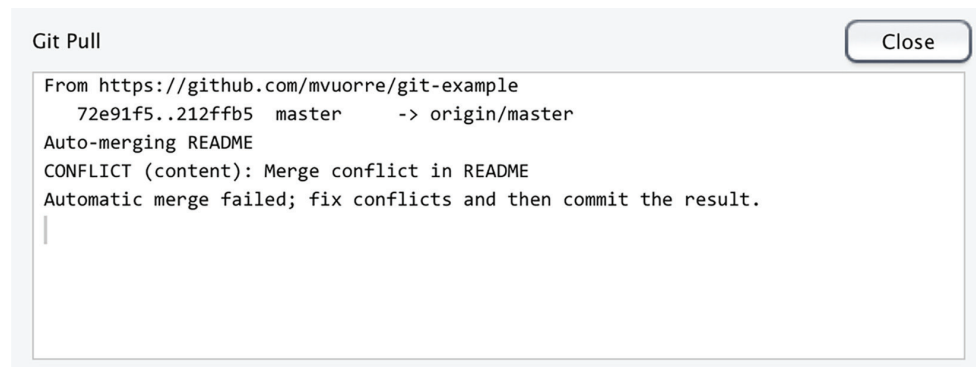 Git Pull
Close
From https://github.com/mvuorre/git-example
   72e91f5..212ffb5  master     -> origin/master
Auto-merging README
CONFLICT (content): Merge conflict in README
Automatic merge failed; fix conflicts and then commit the result.